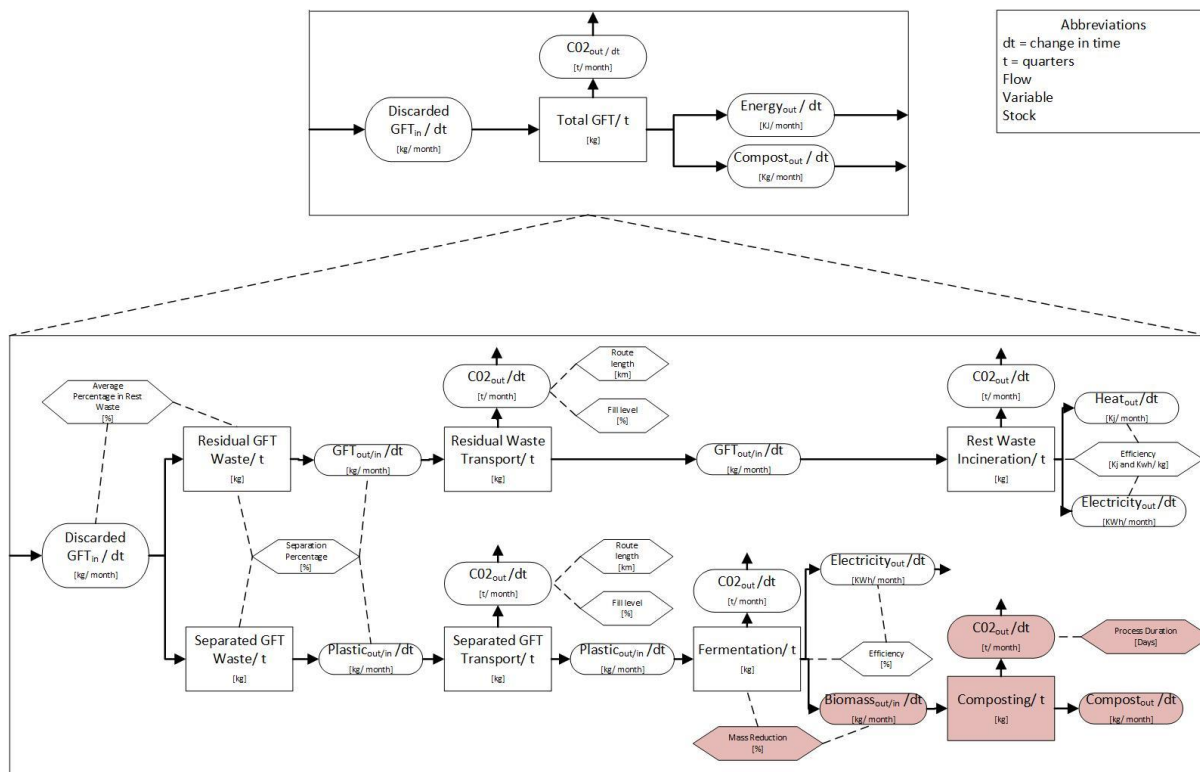 C02out / dt
[t/ month]
Discarded
GFTin / dt
[kg/ month]
Total GFT/ t
[kg]
Energyout / dt
[KJ/ month]
Compostout / dt
[Kg/ month]
Abbreviations
dt = change in time
t = quarters
Flow
Variable
Stock
Average
Percentage in Rest
Waste
[%]
Discarded
GFTin / dt
[kg/ month]
Residual GFT
Waste/ t
[kg]
GFTout/in /dt
[kg/ month]
C02out /dt
[t/ month]
Route
length
[km]
Fill level
[%]
Residual Waste
Transport/ t
[kg]
GFTout/in /dt
[kg/ month]
C02out /dt
[t/ month]
Rest Waste
Incineration/ t
[kg]
Heatout/dt
[Kj/ month]
Efficiency
[Kj and Kwh/ kg]
Electricityout/dt
[KWh/ month]
Separation
Percentage
[%]
Separated GFT
Waste/ t
[kg]
Plasticout/in /dt
[kg/ month]
C02out /dt
[t/ month]
Route
length
[km]
Fill level
[%]
Separated GFT
Transport/ t
[kg]
Plasticout/in /dt
[kg/ month]
C02out /dt
[t/ month]
Fermentation/ t
[kg]
Electricityout /dt
[KWh/ month]
Efficiency
[%]
Biomassout/in /dt
[kg/ month]
Mass Reduction
[%]
C02out /dt
[t/ month]
Process Duration
[Days]
Composting/ t
[kg]
Compostout /dt
[kg/ month]